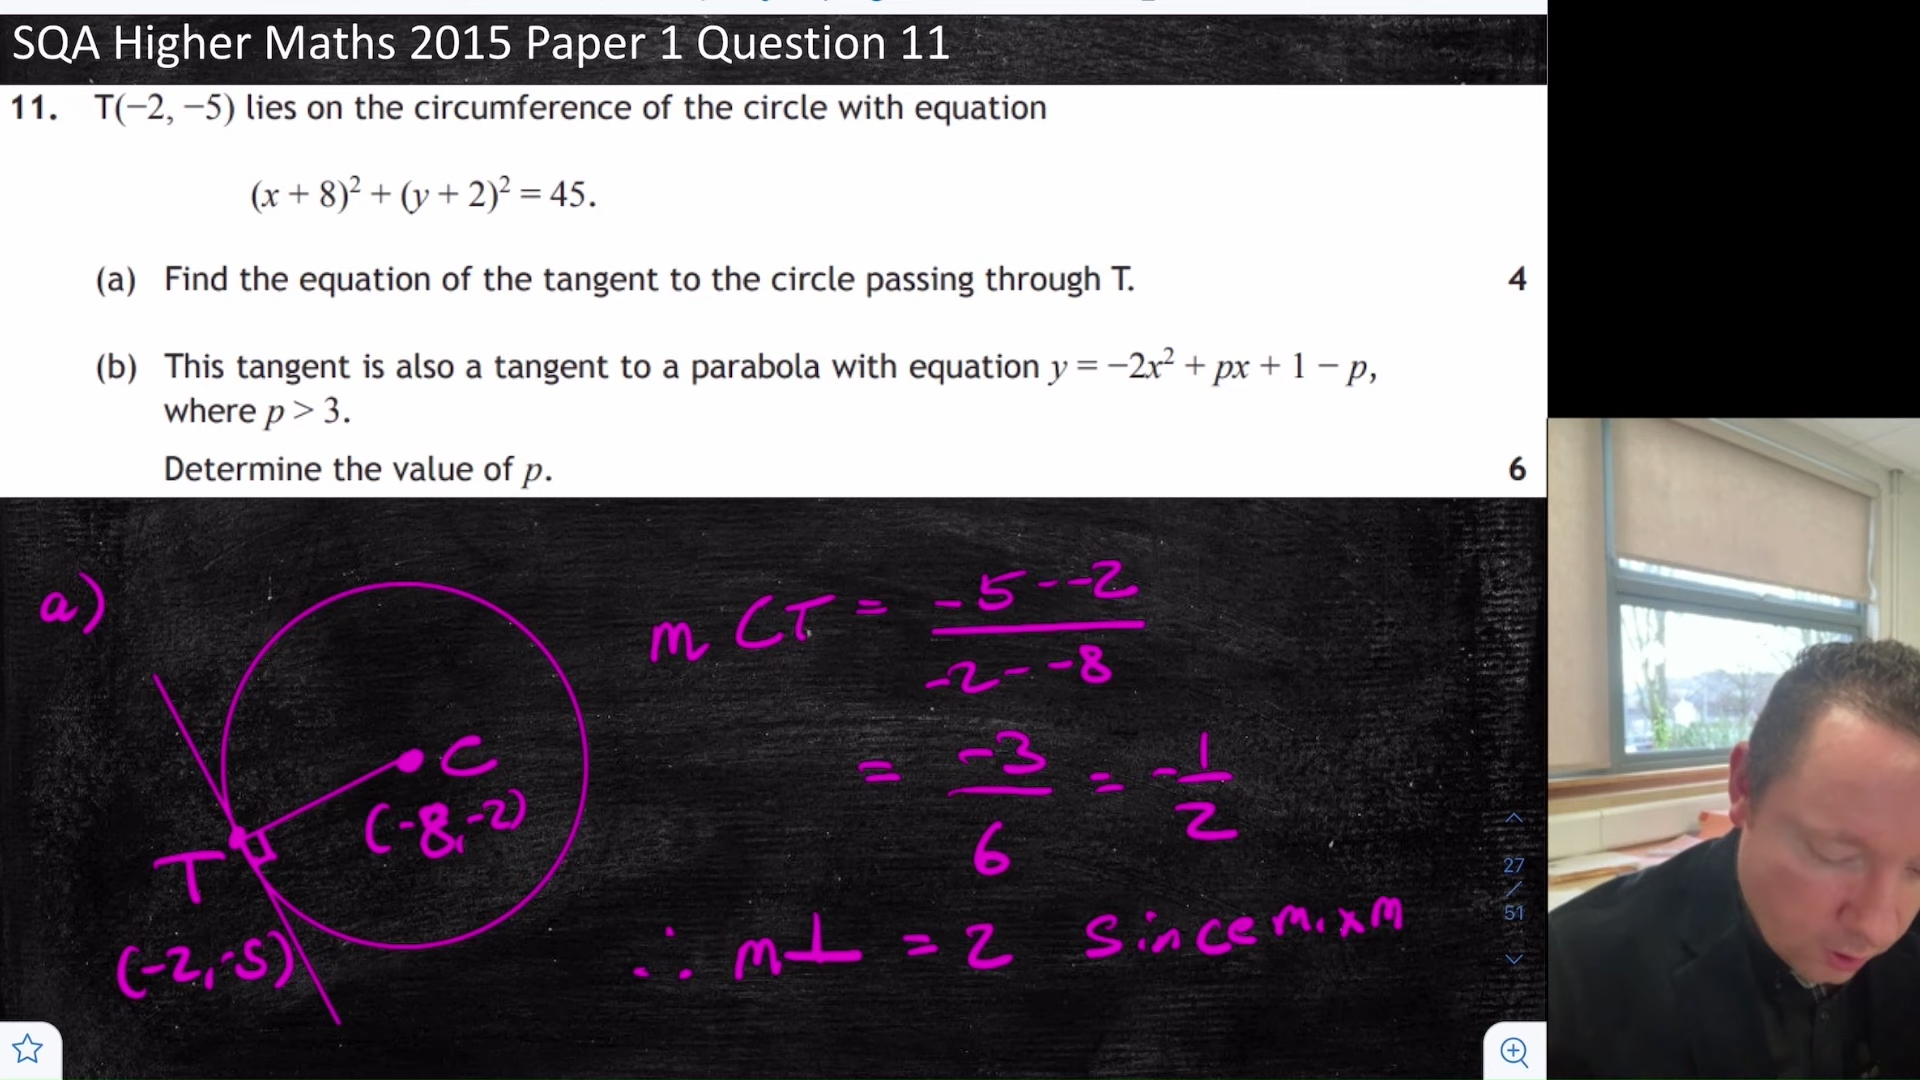 SQA Higher Maths 2015 Paper 1 Question 11
11. T(−2, −5) lies on the circumference of the circle with equation
(x + 8)² + (y + 2)² = 45.
(a) Find the equation of the tangent to the circle passing through T. 4
(b) This tangent is also a tangent to a parabola with equation y = −2x² + px + 1 − p,
where p > 3.
Determine the value of p. 6
a)
C
(-8,-2)
T
(-2,-5)
m CT = -5--2 / -2--8
= -3/6 = -1/2
∴ m⊥ = 2 since m₁xm
27
/
51